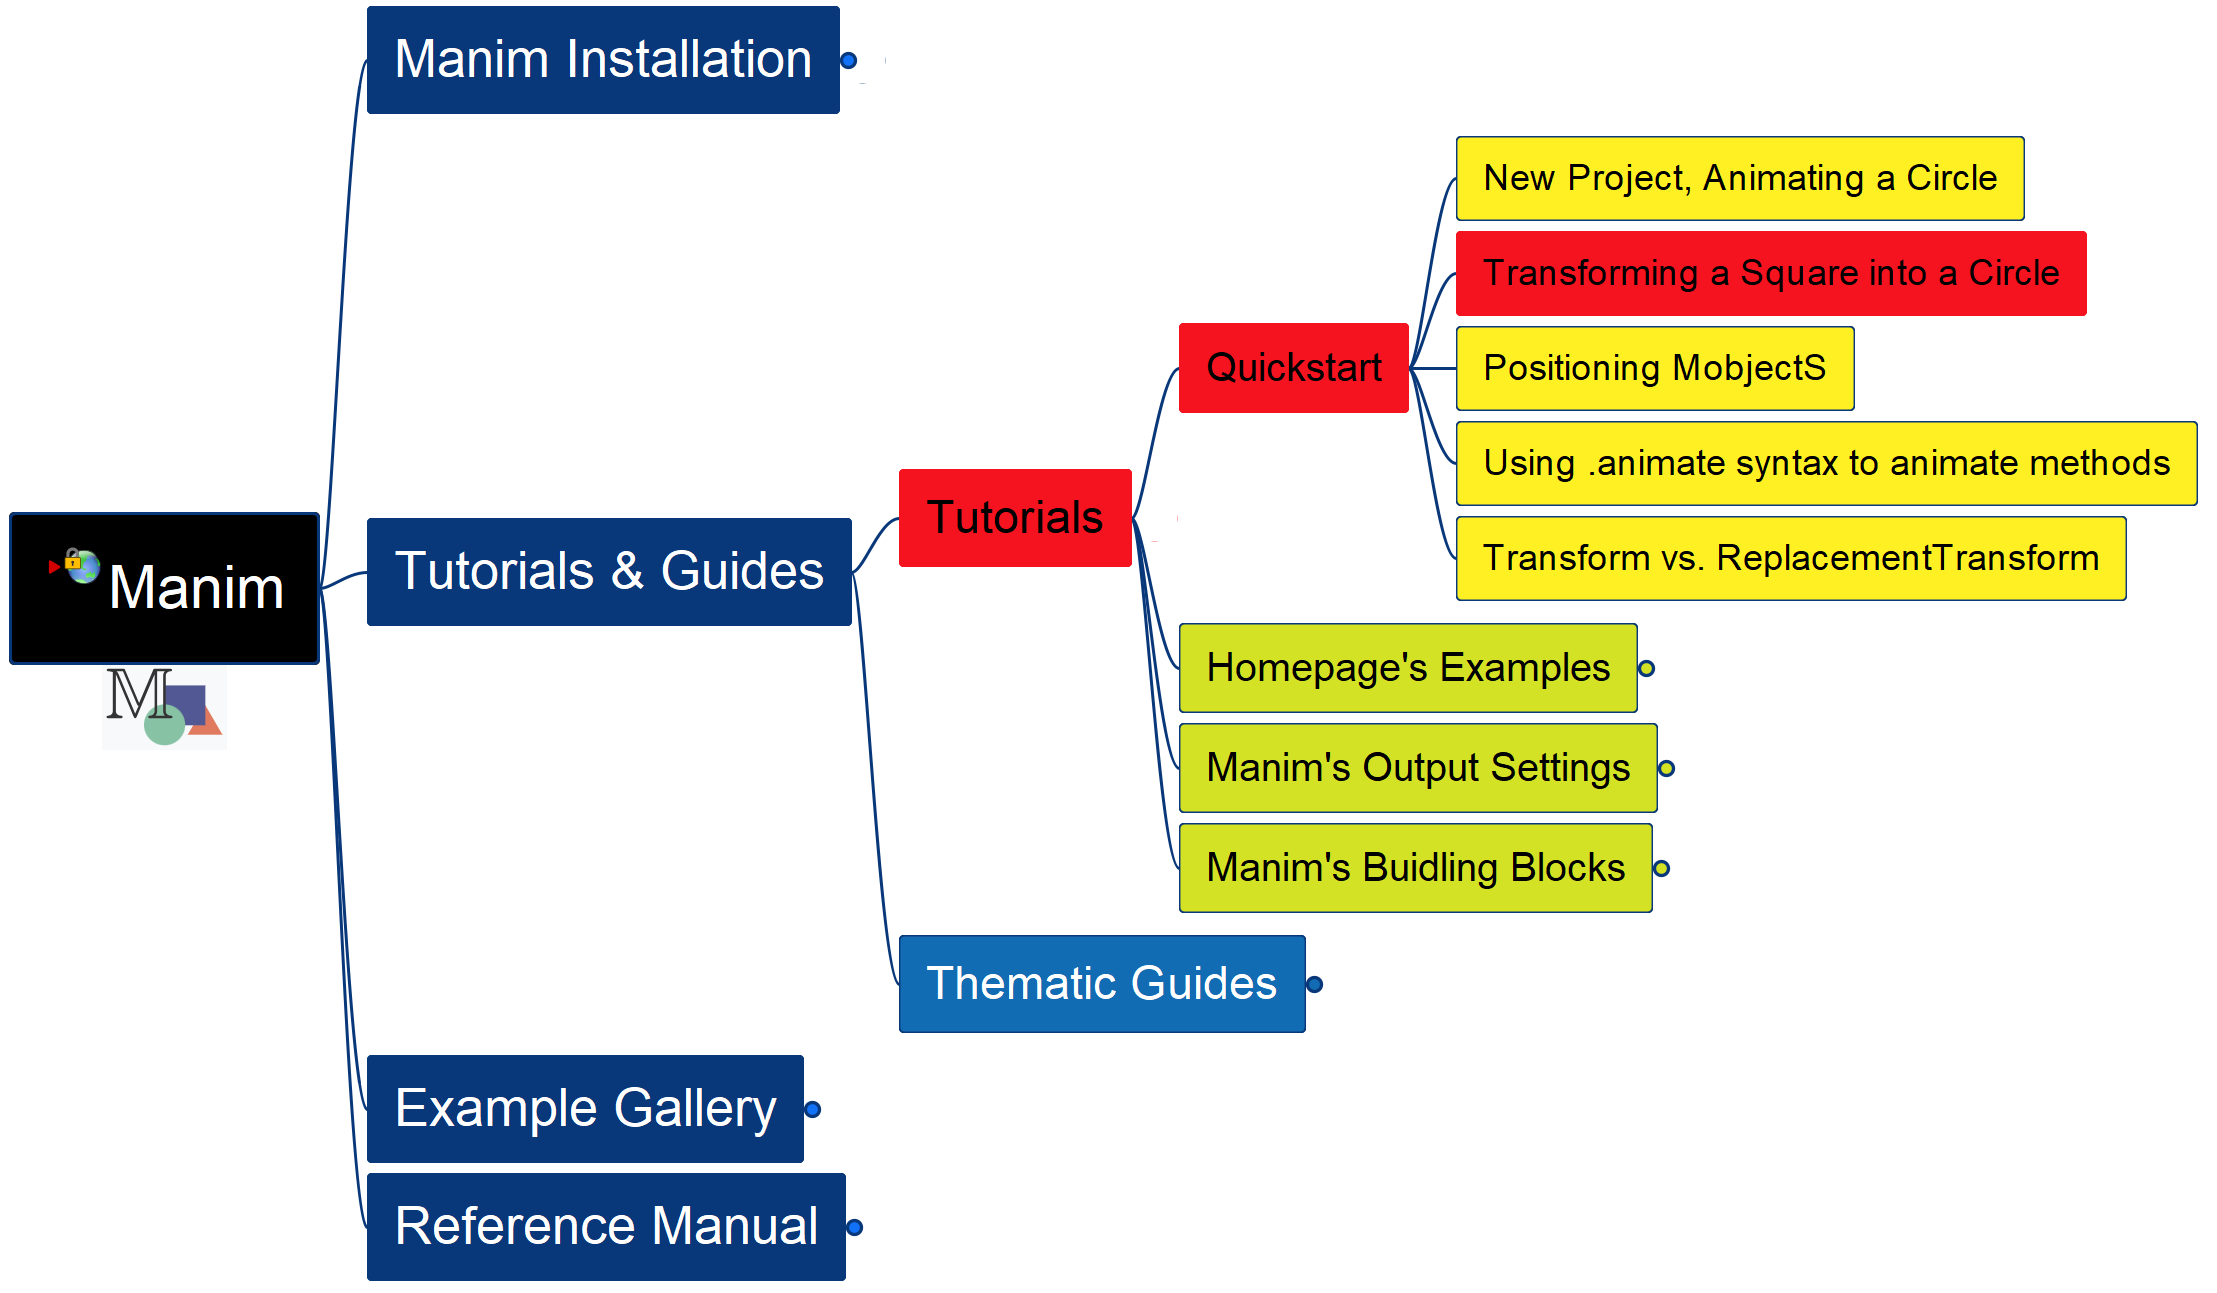 Manim Installation
New Project, Animating a Circle
Transforming a Square into a Circle
Quickstart
Positioning MobjectS
Using .animate syntax to animate methods
Tutorials
Transform vs. ReplacementTransform
Manim
Tutorials & Guides
M
Homepage's Examples
Manim's Output Settings
Manim's Buidling Blocks
Thematic Guides
Example Gallery
Reference Manual